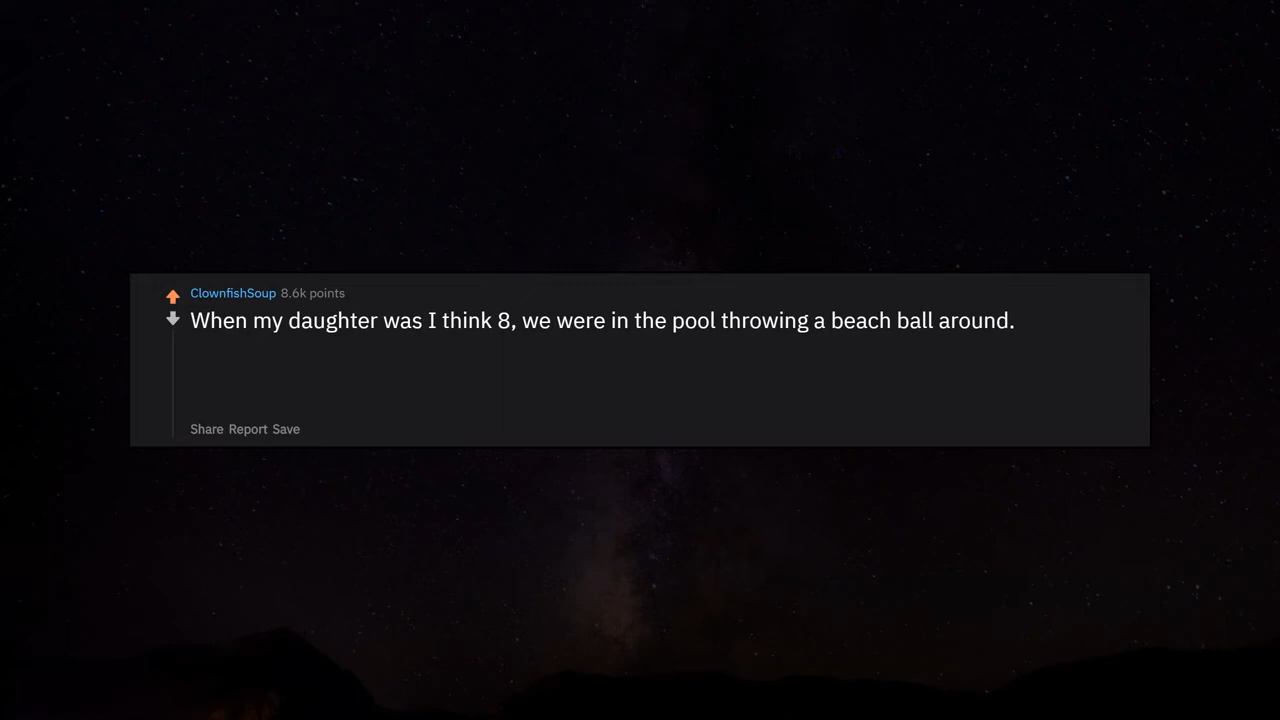 ClownfishSoup 8.6k points
When my daughter was I think 8, we were in the pool throwing a beach ball around.
Share Report Save